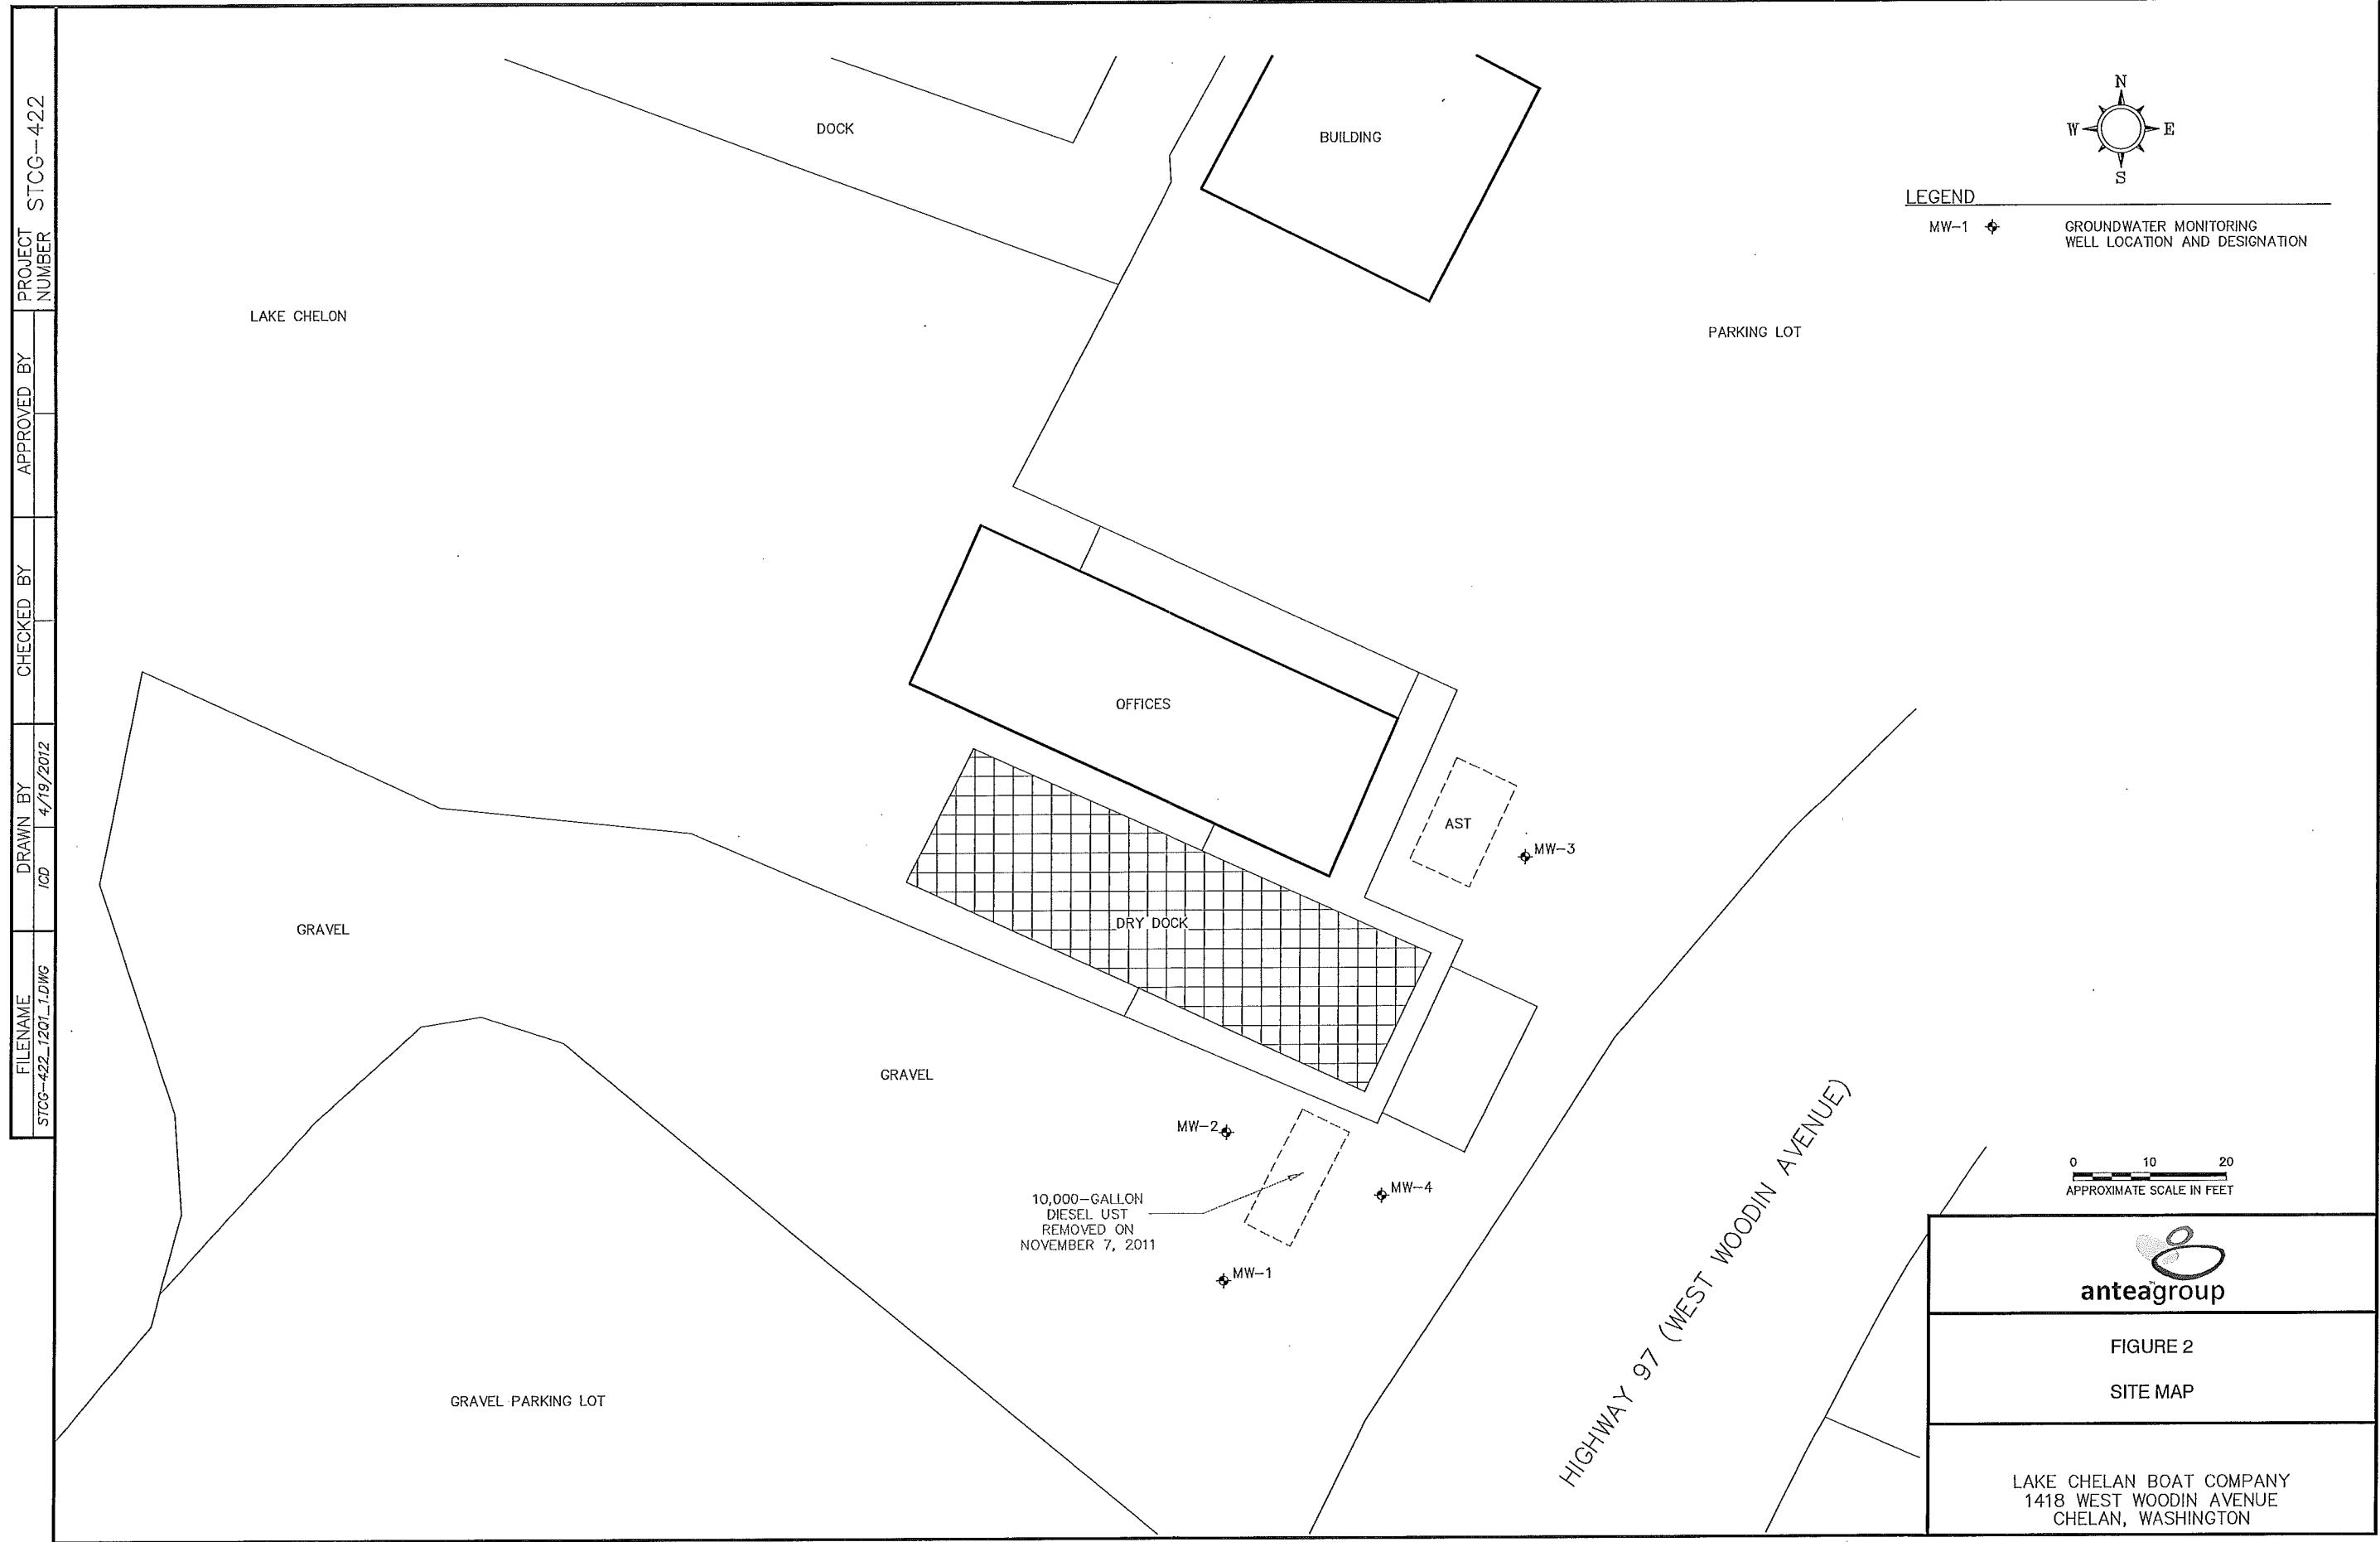 PROJECT
NUMBER
STCG-422
APPROVED BY
CHECKED BY
DRAWN BY
ICD
4/19/2012
FILENAME
STCG-422_12Q1_1.DWG
DOCK
BUILDING
N
W
E
S
LEGEND
MW-1
GROUNDWATER MONITORING
WELL LOCATION AND DESIGNATION
LAKE CHELON
PARKING LOT
OFFICES
AST
MW-3
DRY DOCK
GRAVEL
GRAVEL
MW-2
MW-4
10,000-GALLON
DIESEL UST
REMOVED ON
NOVEMBER 7, 2011
MW-1
GRAVEL PARKING LOT
HIGHWAY 97 (WEST WOODIN AVENUE)
0 10 20
APPROXIMATE SCALE IN FEET
anteagroup
FIGURE 2
SITE MAP
LAKE CHELAN BOAT COMPANY
1418 WEST WOODIN AVENUE
CHELAN, WASHINGTON